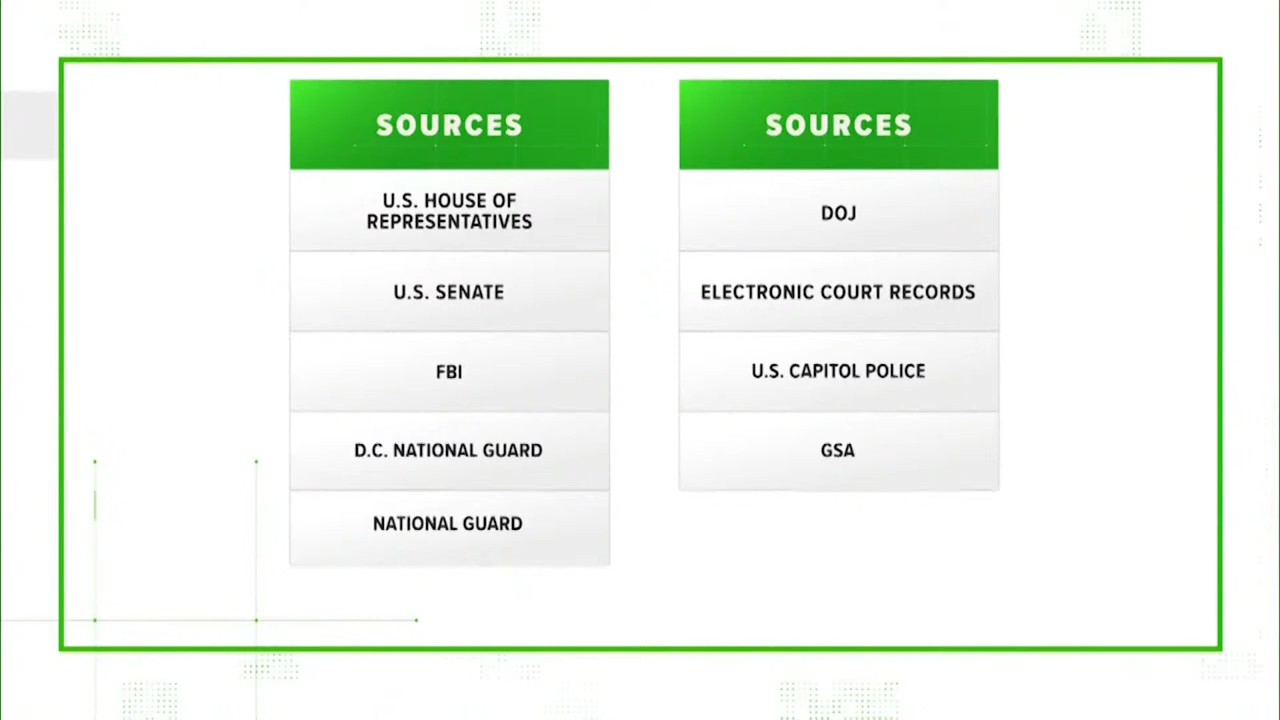 SOURCES
U.S. HOUSE OF
REPRESENTATIVES
U.S. SENATE
FBI
D.C. NATIONAL GUARD
NATIONAL GUARD
SOURCES
DOJ
ELECTRONIC COURT RECORDS
U.S. CAPITOL POLICE
GSA